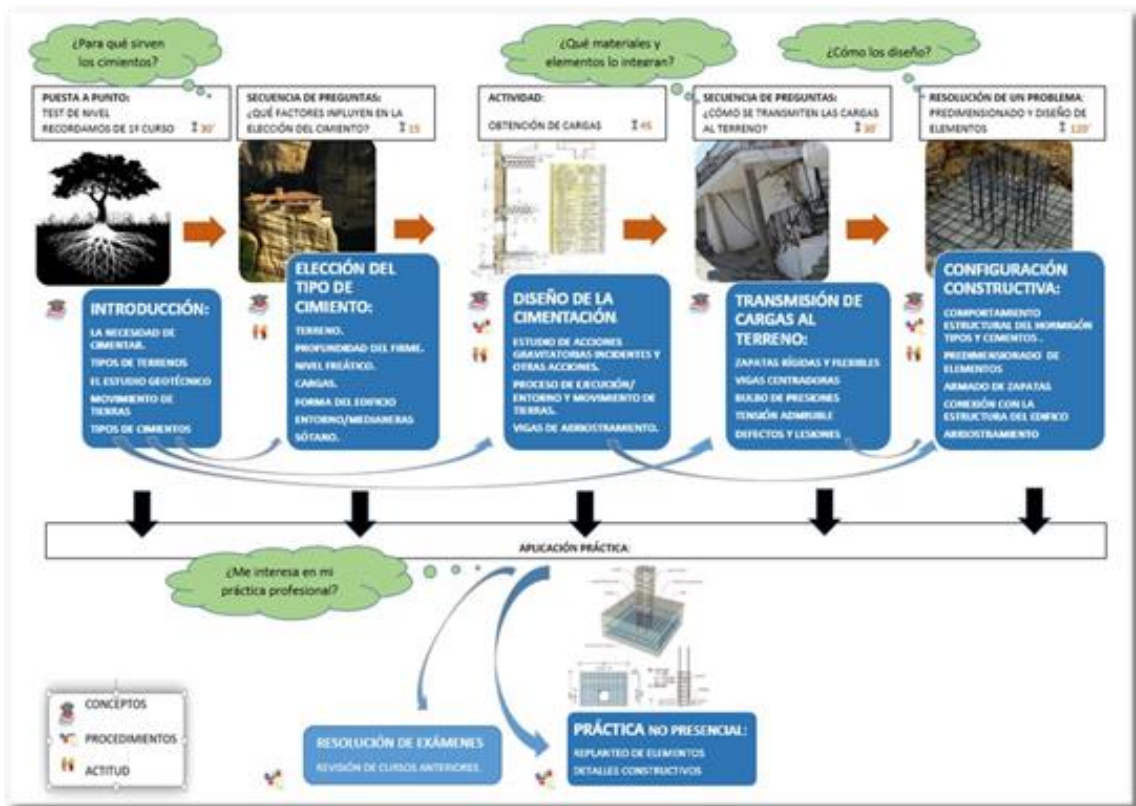 ¿Para qué sirven
los cimientos?
¿Qué materiales y
elementos lo integran?
¿Cómo los diseño?
PUESTA A PUNTO:
TEST DE NIVEL
RECORDAMOS DE 1º CURSO 30'
SECUENCIA DE PREGUNTAS:
¿QUÉ FACTORES INFLUYEN EN LA
ELECCIÓN DEL CIMIENTO? 15
ACTIVIDAD:
OBTENCIÓN DE CARGAS 45
SECUENCIA DE PREGUNTAS:
¿CÓMO SE TRANSMITEN LAS CARGAS
AL TERRENO? 30'
RESOLUCIÓN DE UN PROBLEMA:
PREDIMENSIONADO Y DISEÑO DE
ELEMENTOS 120'
INTRODUCCIÓN:
LA NECESIDAD DE
CIMENTAR.
TIPOS DE TERRENOS
EL ESTUDIO GEOTÉCNICO
MOVIMIENTO DE
TIERRAS
TIPOS DE CIMIENTOS
ELECCIÓN DEL
TIPO DE
CIMIENTO:
TERRENO.
PROFUNDIDAD DEL FIRME.
NIVEL FREÁTICO.
CARGAS.
FORMA DEL EDIFICIO
ENTORNO/MEDIANERAS
SÓTANO.
DISEÑO DE LA
CIMENTACIÓN
ESTUDIO DE ACCIONES
GRAVITATORIAS INCIDENTES Y
OTRAS ACCIONES.
PROCESO DE EJECUCIÓN/
ENTORNO Y MOVIMIENTO DE
TIERRAS.
VIGAS DE ARRIOSTRAMIENTO.
TRANSMISIÓN DE
CARGAS AL
TERRENO:
ZAPATAS RÍGIDAS Y FLEXIBLES
VIGAS CENTRADORAS
BULBO DE PRESIONES
TENSIÓN ADMISIBLE
DEFECTOS Y LESIONES
CONFIGURACIÓN
CONSTRUCTIVA:
COMPORTAMIENTO
ESTRUCTURAL DEL HORMIGÓN
TIPOS Y CEMENTOS .
PREDIMENSIONADO DE
ELEMENTOS
ARMADO DE ZAPATAS
CONEXIÓN CON LA
ESTRUCTURA DEL EDIFICO
ARRIOSTRAMIENTO
APLICACIÓN PRÁCTICA:
¿Me interesa en mi
práctica profesional?
CONCEPTOS
PROCEDIMIENTOS
ACTITUD
RESOLUCIÓN DE EXÁMENES
REVISIÓN DE CURSOS ANTERIORES.
PRÁCTICA NO PRESENCIAL:
REPLANTEO DE ELEMENTOS
DETALLES CONSTRUCTIVOS